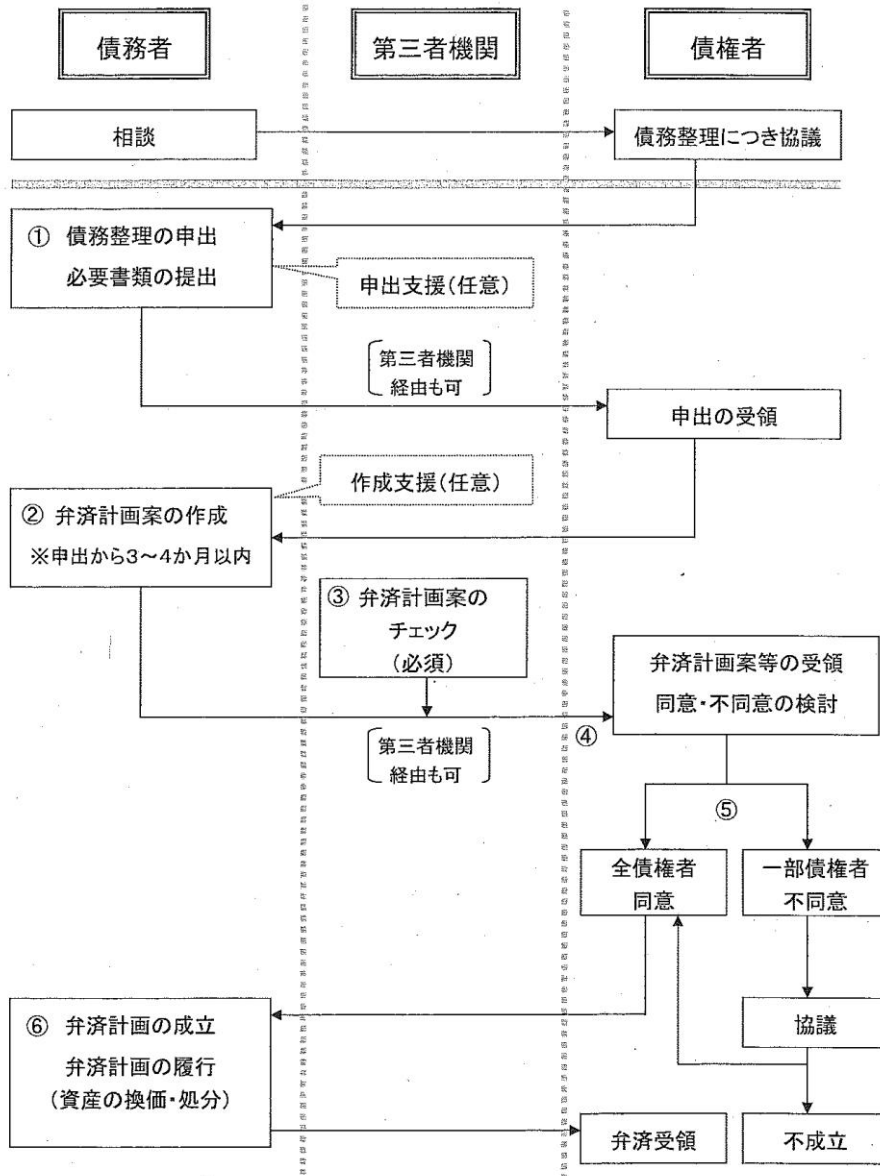 債務者
第三者機関
債権者
相談
債務整理につき協議
① 債務整理の申出
必要書類の提出
申出支援(任意)
第三者機関
経由も可
申出の受領
作成支援(任意)
② 弁済計画案の作成
※申出から3～4か月以内
③ 弁済計画案の
チェック
(必須)
弁済計画案等の受領
同意・不同意の検討
④
第三者機関
経由も可
⑤
全債権者
同意
一部債権者
不同意
協議
⑥ 弁済計画の成立
弁済計画の履行
(資産の換価・処分)
弁済受領
不成立